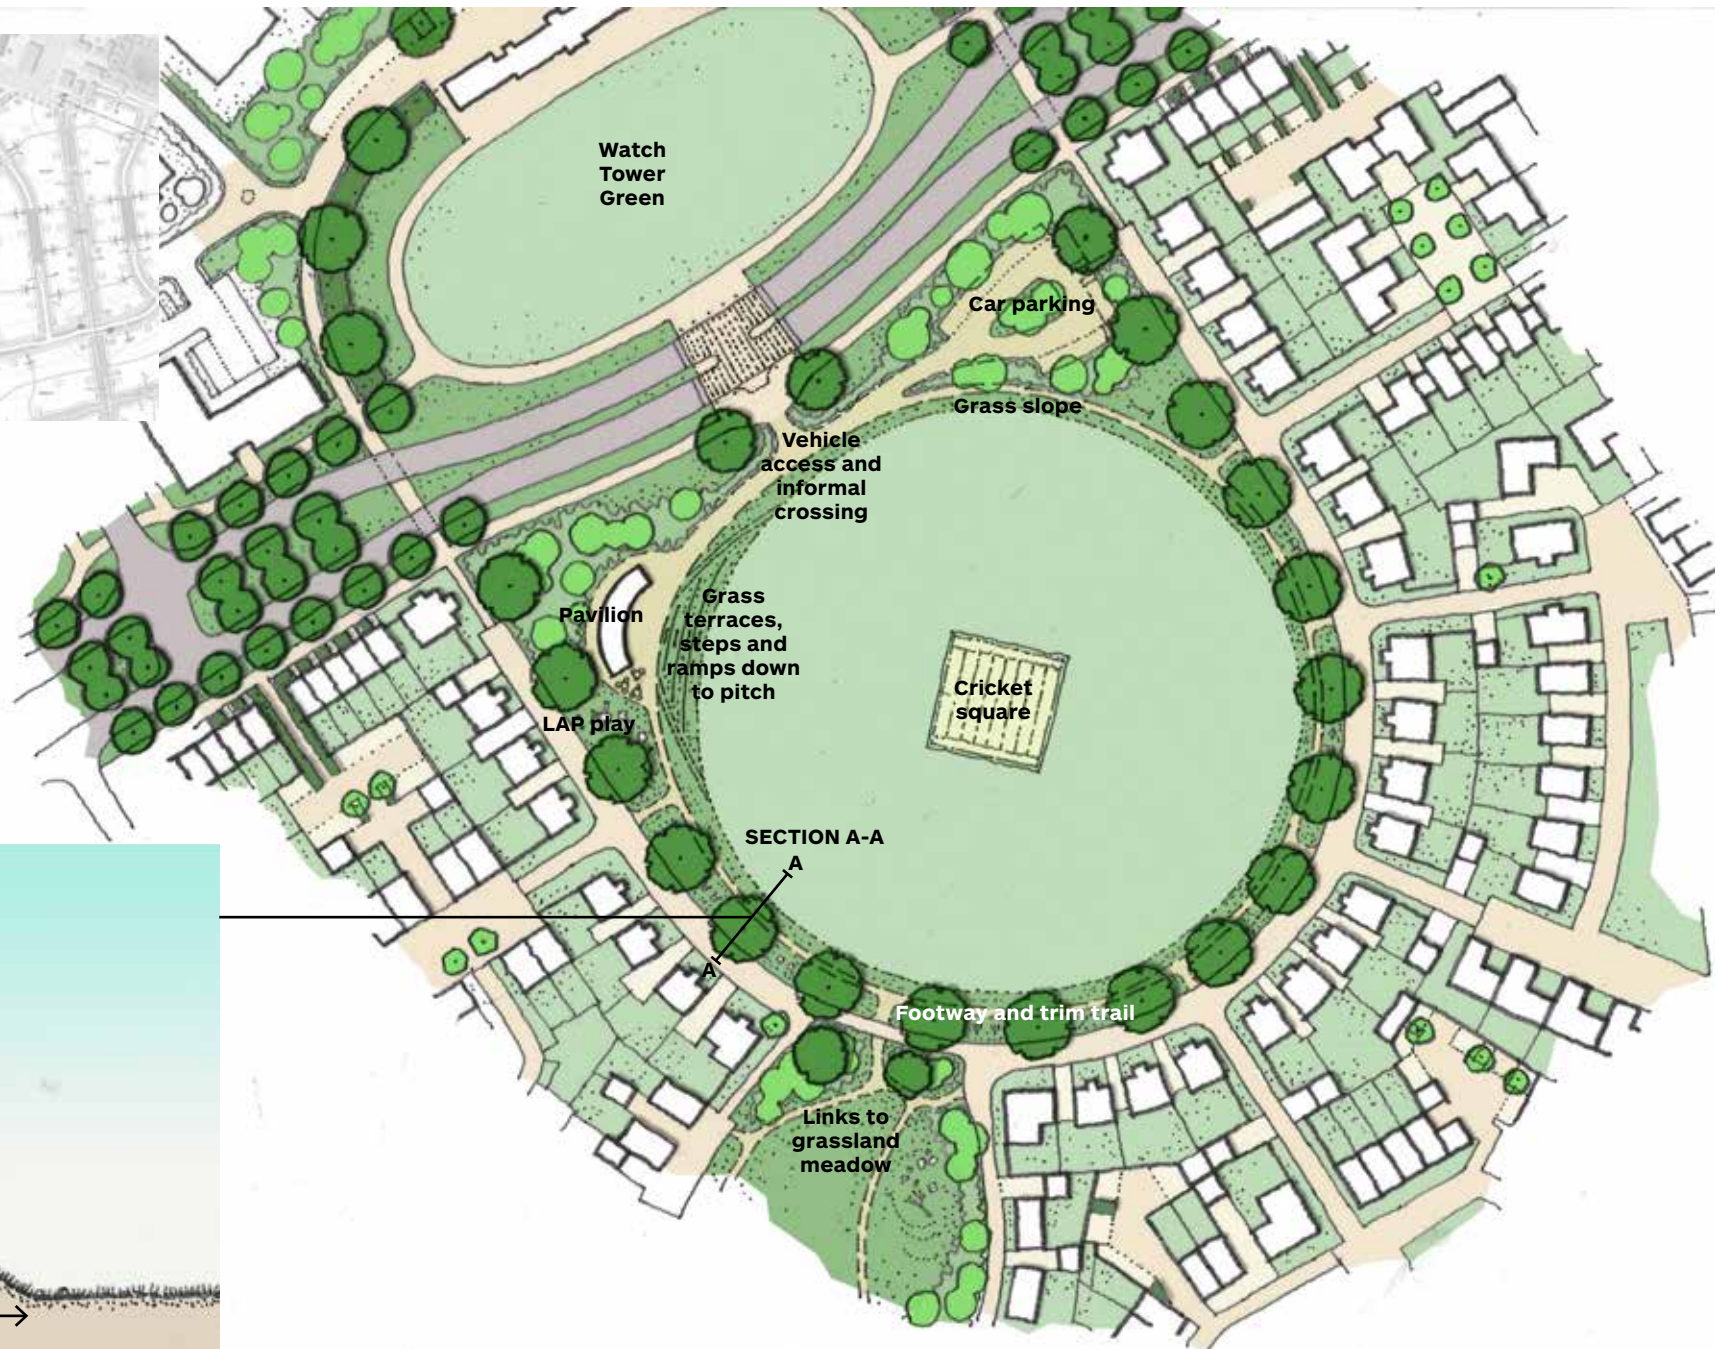 Watch
Tower
Green
Car parking
Grass slope
Vehicle
access and
informal
crossing
Pavilion
Grass
terraces,
steps and
ramps down
to pitch
Cricket
square
LAP play
SECTION A-A
A
A
Footway and trim trail
Links to
grassland
meadow